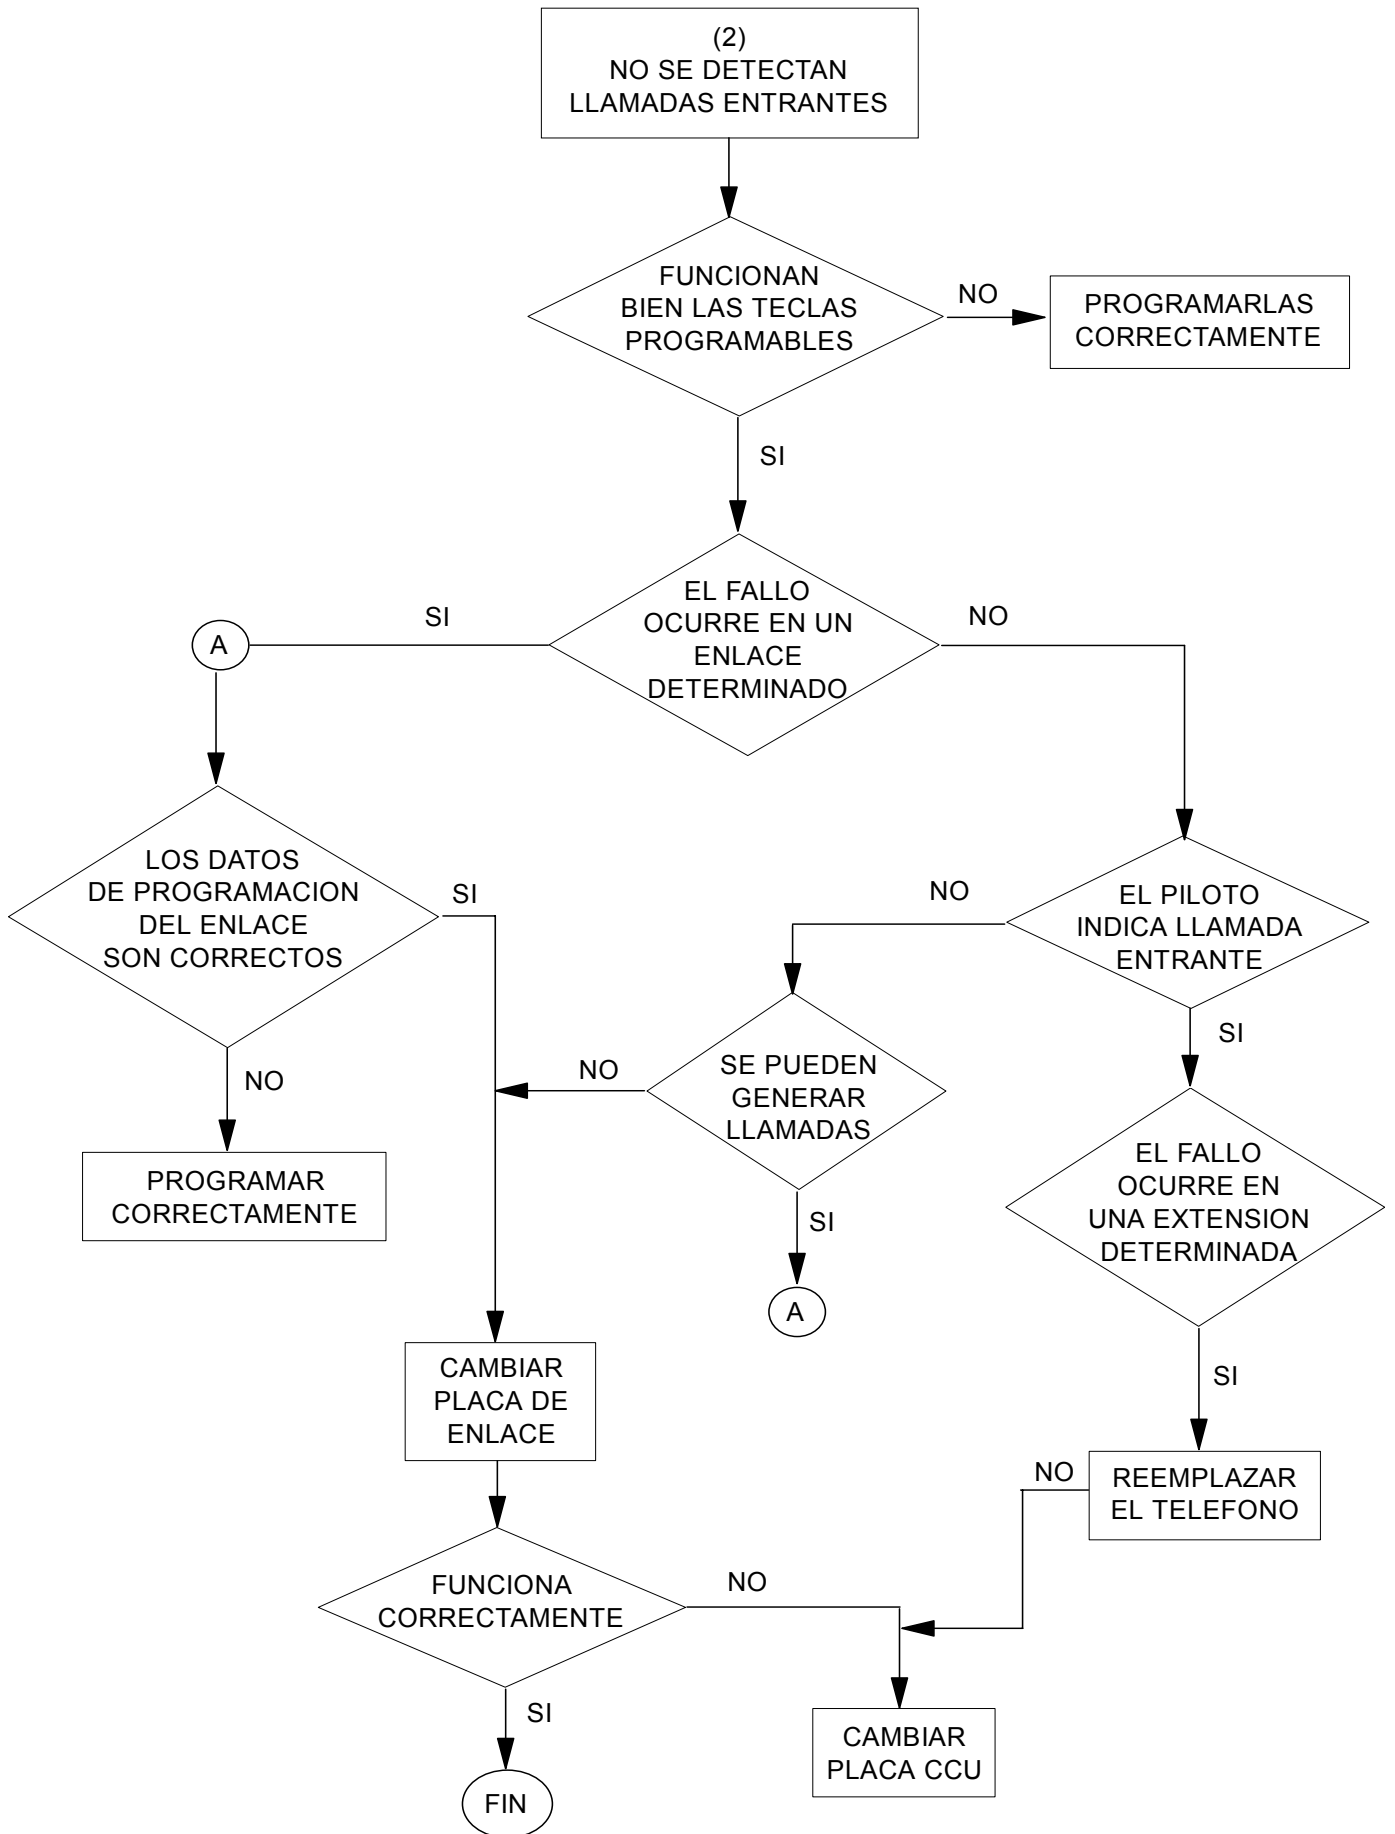 (2)
NO SE DETECTAN
LLAMADAS ENTRANTES
FUNCIONAN
BIEN LAS TECLAS
PROGRAMABLES
NO
PROGRAMARLAS
CORRECTAMENTE
SI
EL FALLO
OCURRE EN UN
ENLACE
DETERMINADO
SI
NO
A
LOS DATOS
DE PROGRAMACION
DEL ENLACE
SON CORRECTOS
SI
NO
EL PILOTO
INDICA LLAMADA
ENTRANTE
SI
NO
PROGRAMAR
CORRECTAMENTE
NO
SE PUEDEN
GENERAR
LLAMADAS
SI
A
EL FALLO
OCURRE EN
UNA EXTENSION
DETERMINADA
SI
CAMBIAR
PLACA DE
ENLACE
NO
REEMPLAZAR
EL TELEFONO
FUNCIONA
CORRECTAMENTE
NO
SI
CAMBIAR
PLACA CCU
FIN